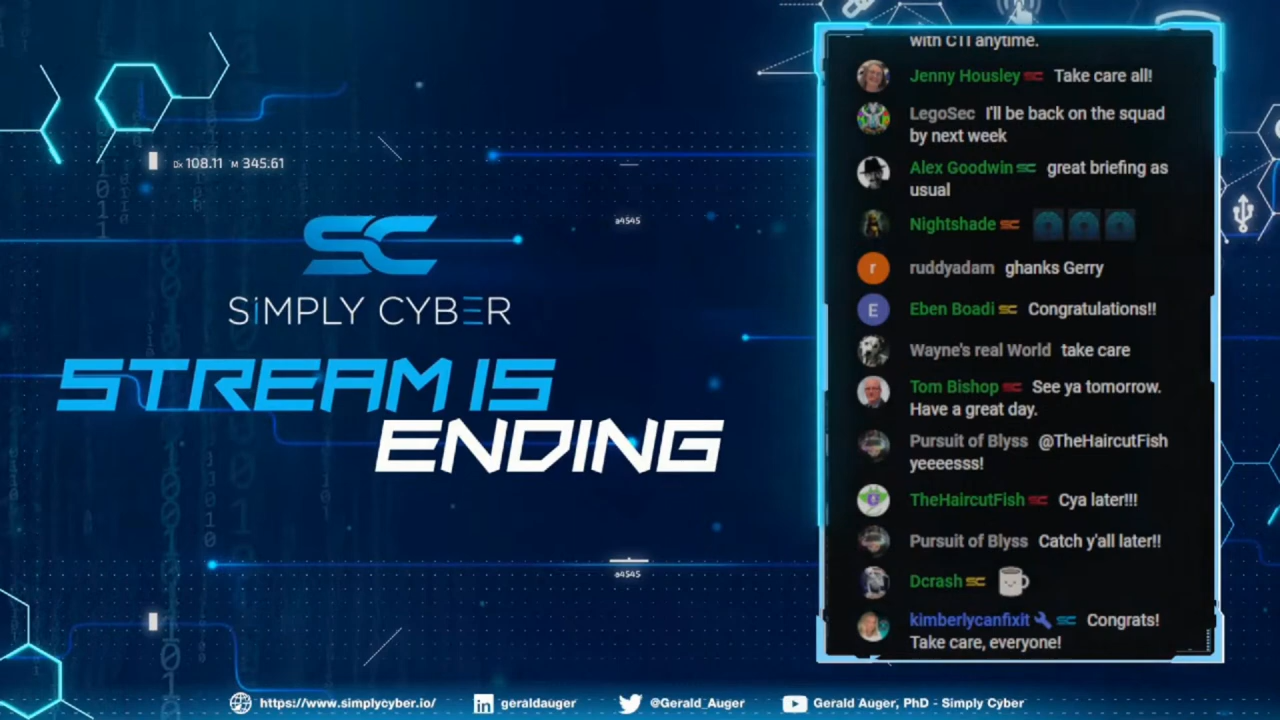 Dx 108.11 M 345.61
a4545
SC
SiMPLY CYBER
STREAM IS
ENDING
a4545
with CTI anytime.
Jenny Housley Take care all!
LegoSec I'll be back on the squad
by next week
Alex Goodwin great briefing as
usual
Nightshade
r ruddyadam ghanks Gerry
E Eben Boadi Congratulations!!
Wayne's real World take care
Tom Bishop See ya tomorrow.
Have a great day.
Pursuit of Blyss @TheHaircutFish
yeeeesss!
TheHaircutFish Cya later!!!
Pursuit of Blyss Catch y'all later!!
Dcrash
kimberlycanfixit Congrats!
Take care, everyone!
https://www.simplycyber.io/ in geraldauger @Gerald_Auger Gerald Auger, PhD - Simply Cyber